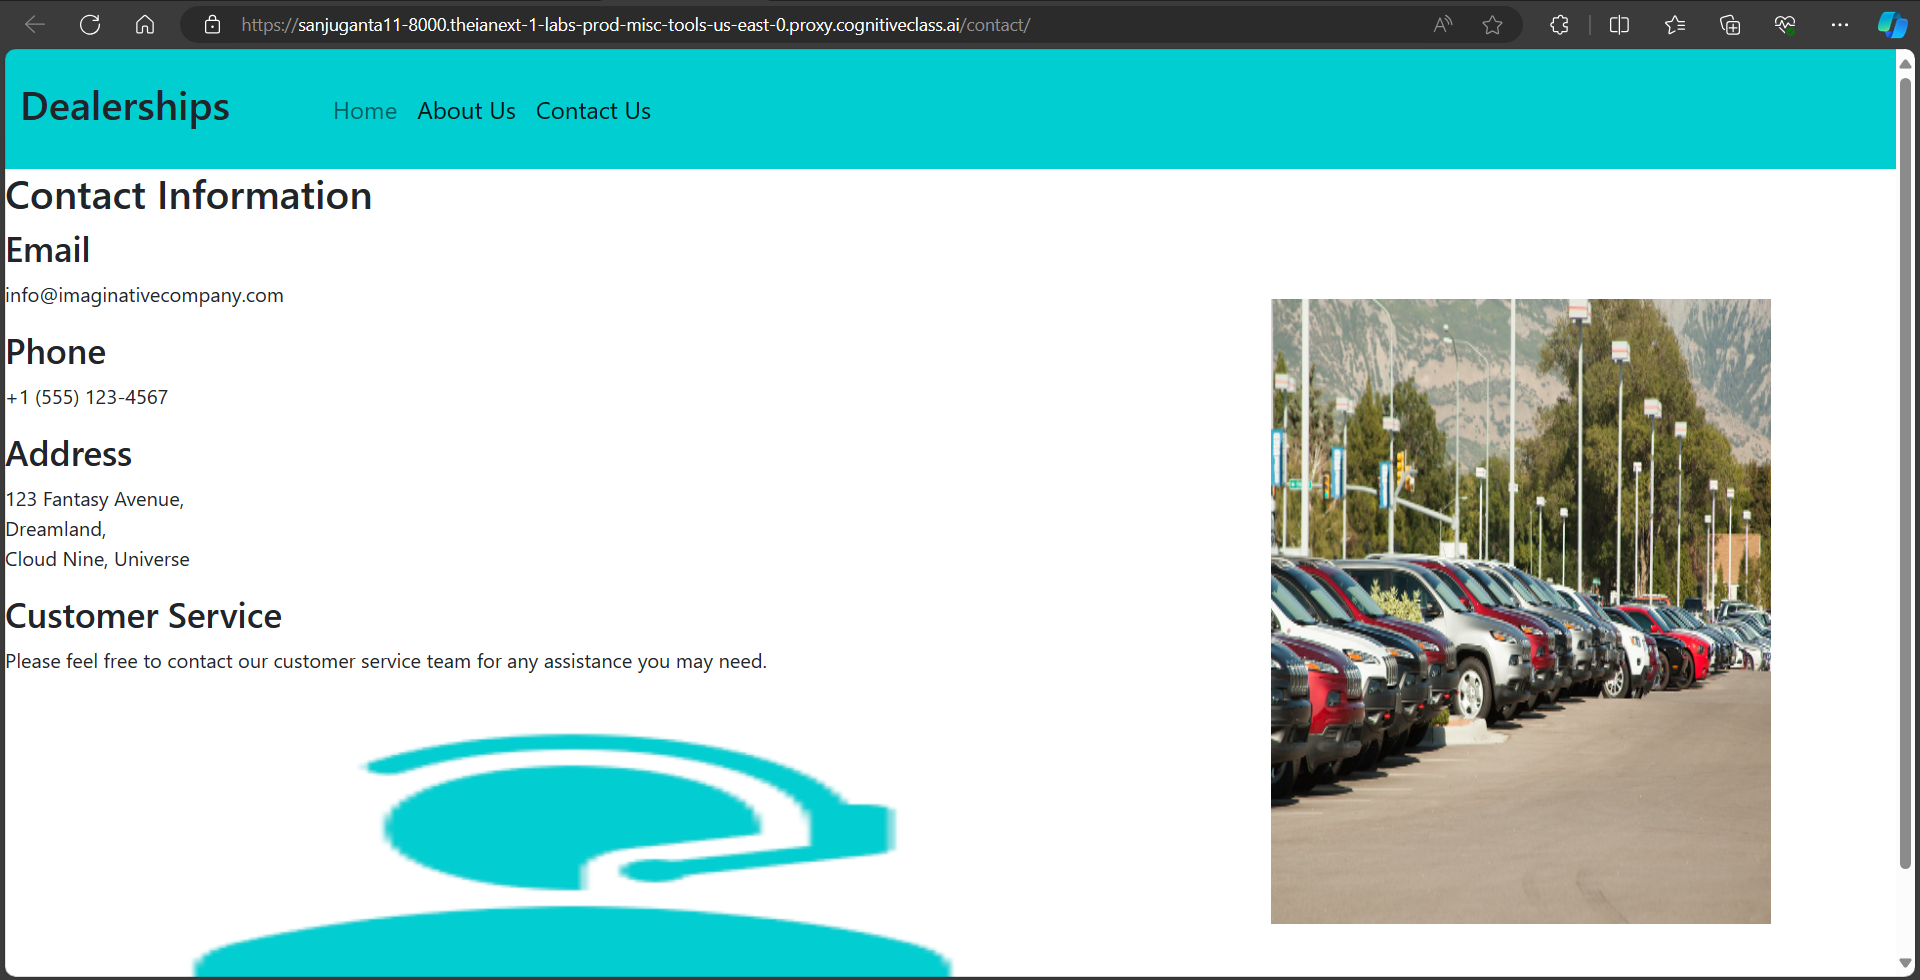 https://sanjuganta11-8000.theianext-1-labs-prod-misc-tools-us-east-0.proxy.cognitiveclass.ai/contact/
Dealerships
Home About Us Contact Us
Contact Information
Email
info@imaginativecompany.com
Phone
+1 (555) 123-4567
Address
123 Fantasy Avenue,
Dreamland,
Cloud Nine, Universe
Customer Service
Please feel free to contact our customer service team for any assistance you may need.